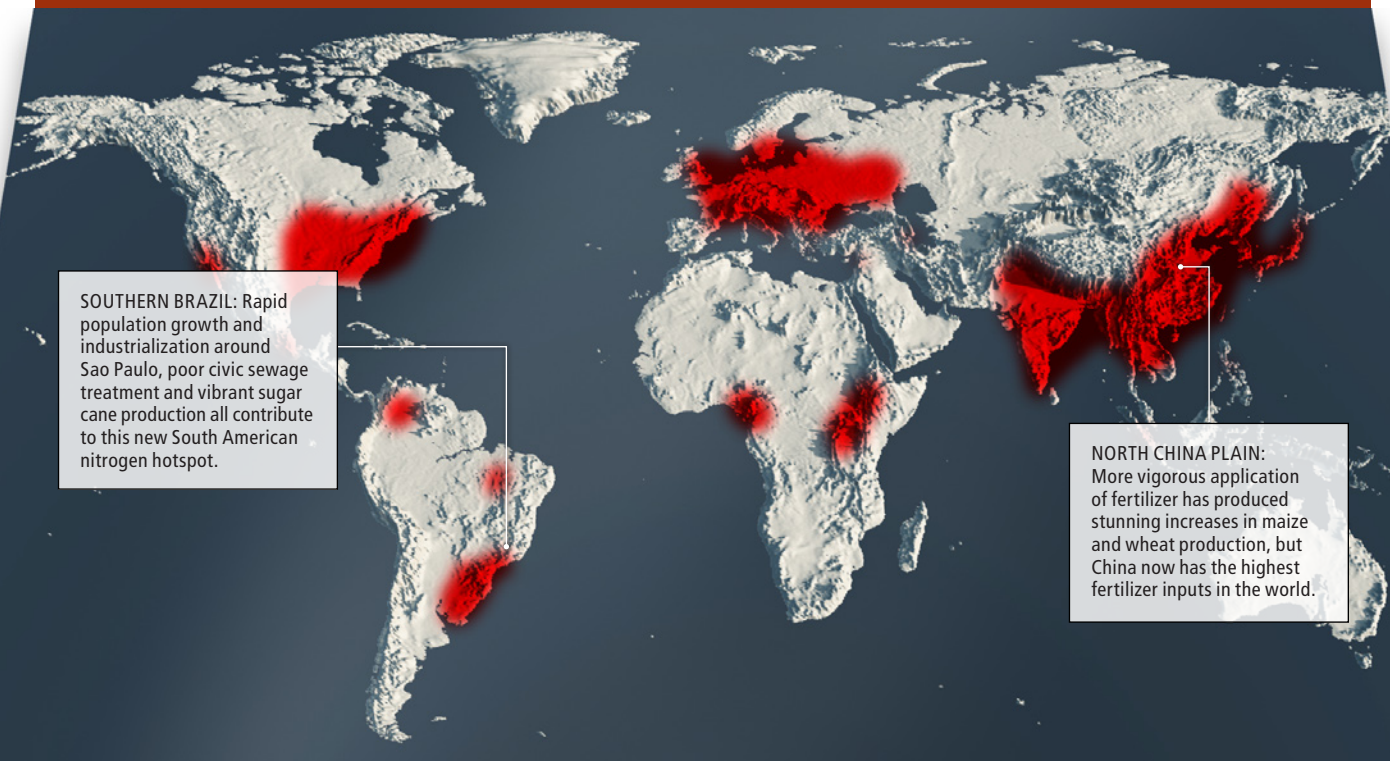 SOUTHERN BRAZIL: Rapid
population growth and
industrialization around
Sao Paulo, poor civic sewage
treatment and vibrant sugar
cane production all contribute
to this new South American
nitrogen hotspot.
NORTH CHINA PLAIN:
More vigorous application
of fertilizer has produced
stunning increases in maize
and wheat production, but
China now has the highest
fertilizer inputs in the world.